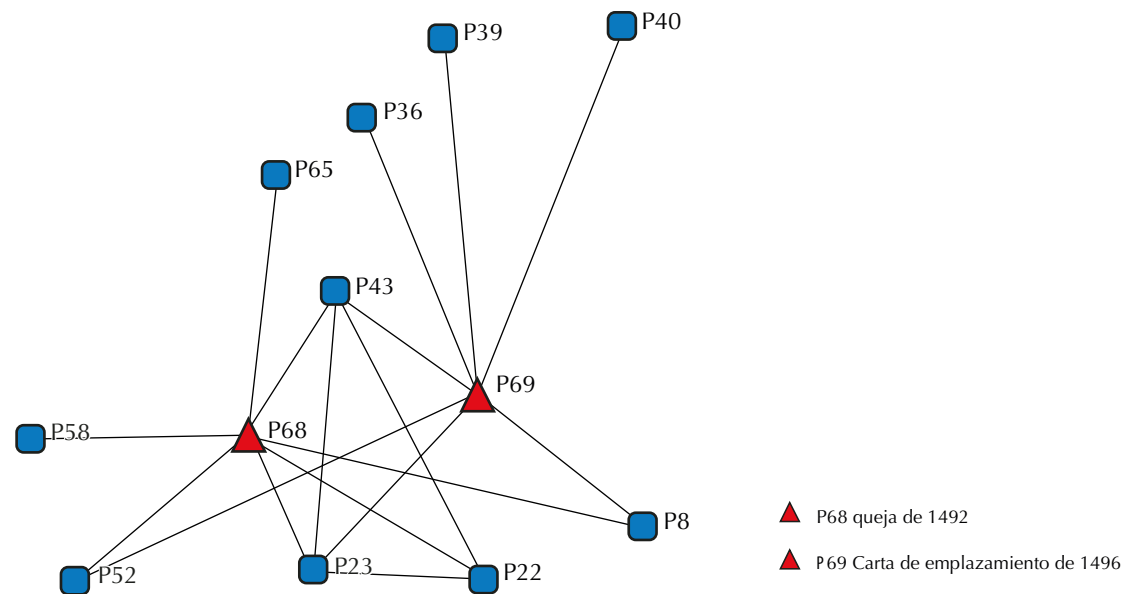 P39
P40
P36
P65
P43
P69
P68
P58
P8
P23
P22
P52
P68 queja de 1492
P69 Carta de emplazamiento de 1496